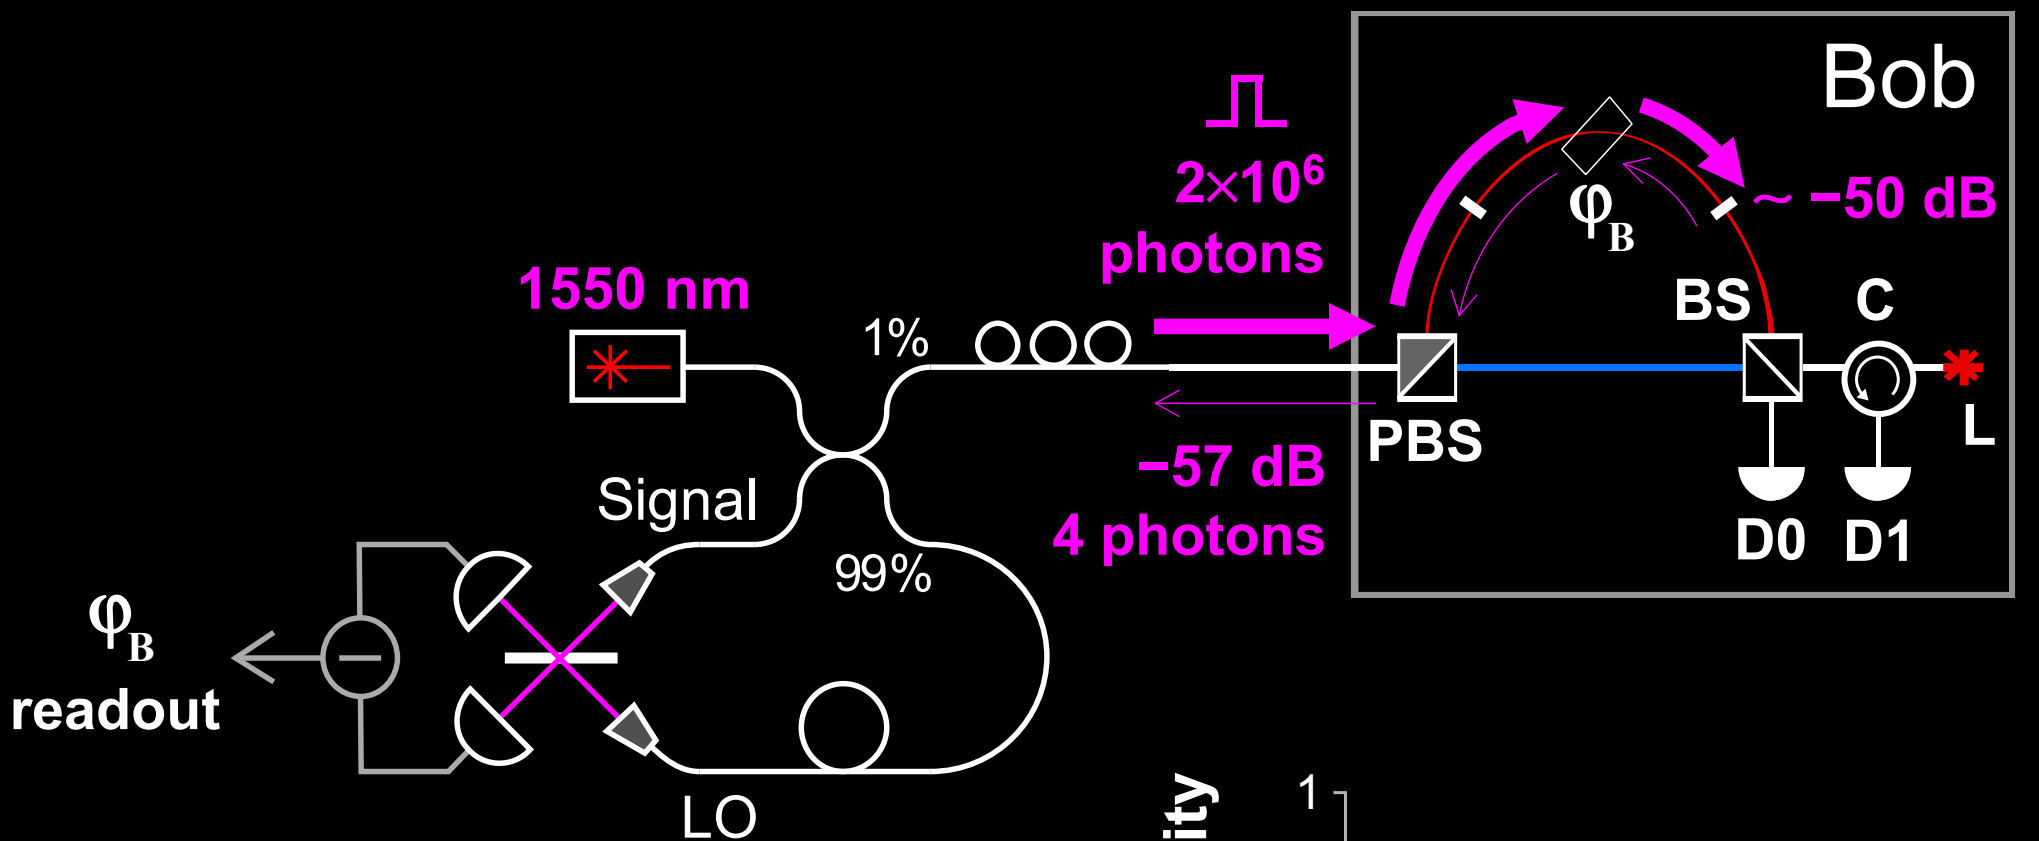 Bob
2×10⁶
photons
φB
~ −50 dB
1550 nm
1%
BS
C
PBS
L
−57 dB
4 photons
Signal
99%
D0
D1
φB
readout
LO
1
ity